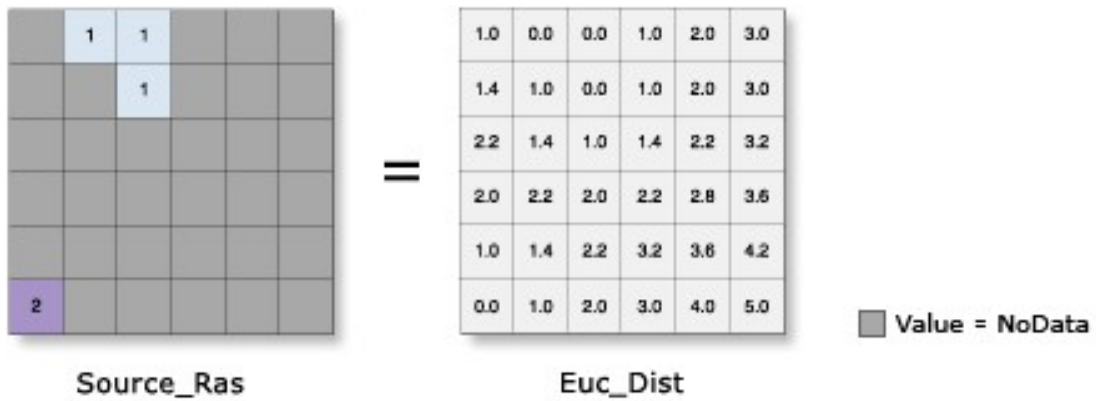 1 1
1
2
=
1.0 0.0 0.0 1.0 2.0 3.0
1.4 1.0 0.0 1.0 2.0 3.0
2.2 1.4 1.0 1.4 2.2 3.2
2.0 2.2 2.0 2.2 2.8 3.6
1.0 1.4 2.2 3.2 3.6 4.2
0.0 1.0 2.0 3.0 4.0 5.0
Value = NoData
Source_Ras
Euc_Dist